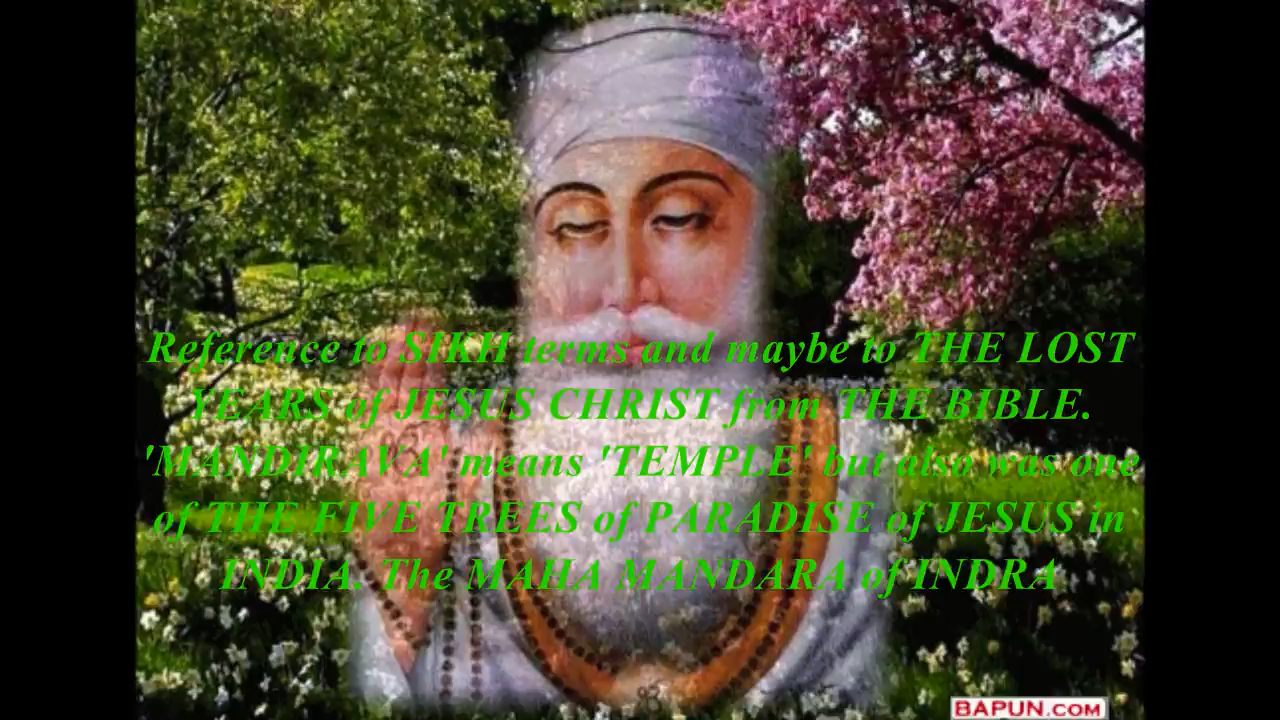 Reference to SIKH terms and maybe to THE LOST
YEARS of JESUS CHRIST from THE BIBLE.
'MANDIRAVA' means 'TEMPLE' but also was one
of THE FIVE TREES of PARADISE of JESUS in
INDIA. The MAHA MANDARA of INDRA
BAPUN.COM